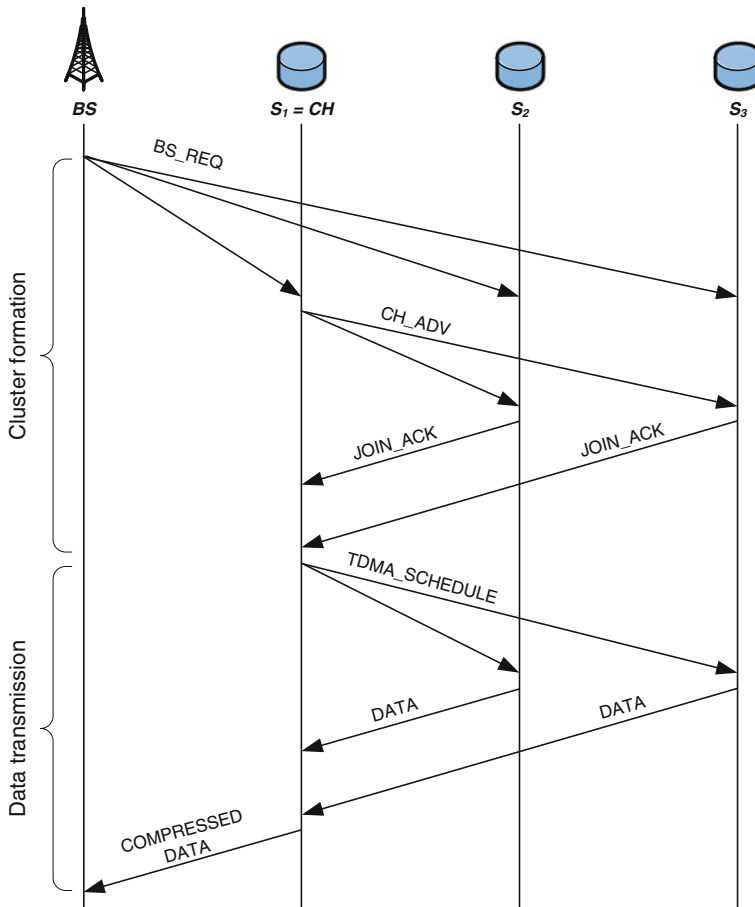 BS
S₁ = CH
S₂
S₃
BS_REQ
CH_ADV
JOIN_ACK
JOIN_ACK
Cluster formation
TDMA_SCHEDULE
DATA
DATA
COMPRESSED
DATA
Data transmission